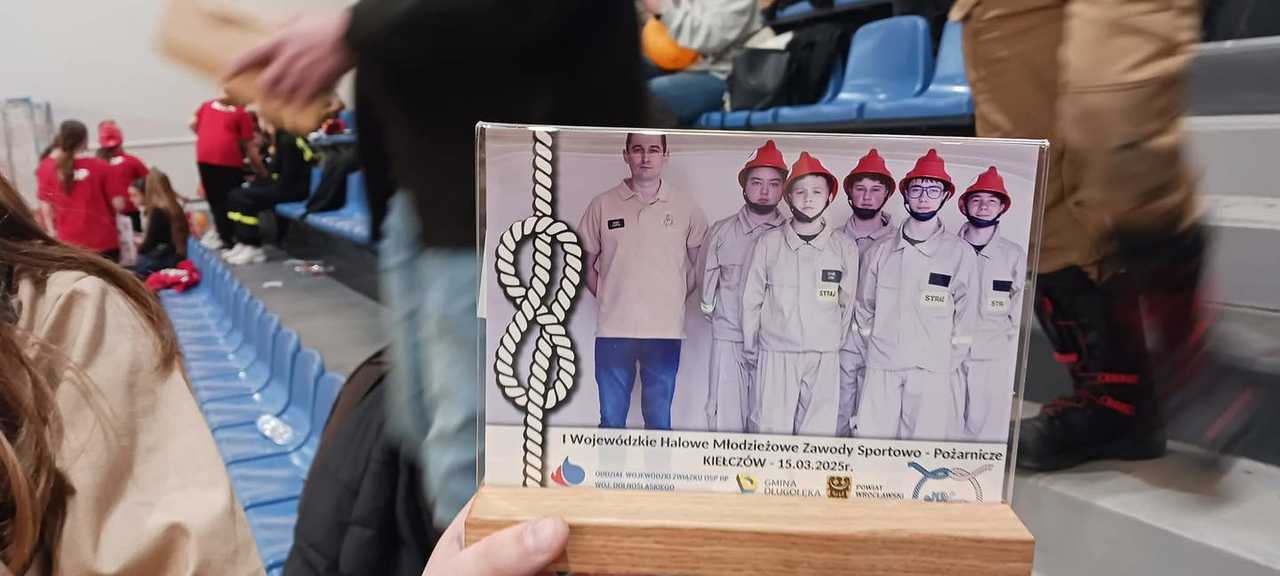 STRAŻ
STRAŻ
STRAŻ
I Wojewódzkie Halowe Młodzieżowe Zawody Sportowo - Pożarnicze
KIEŁCZÓW - 15.03.2025r.
ODDZIAŁ WOJEWÓDZKI ZWIĄZKU OSP RP
WOJ. DOLNOŚLĄSKIEGO
GMINA
DŁUGOŁĘKA
POWIAT
WROCŁAWSKI